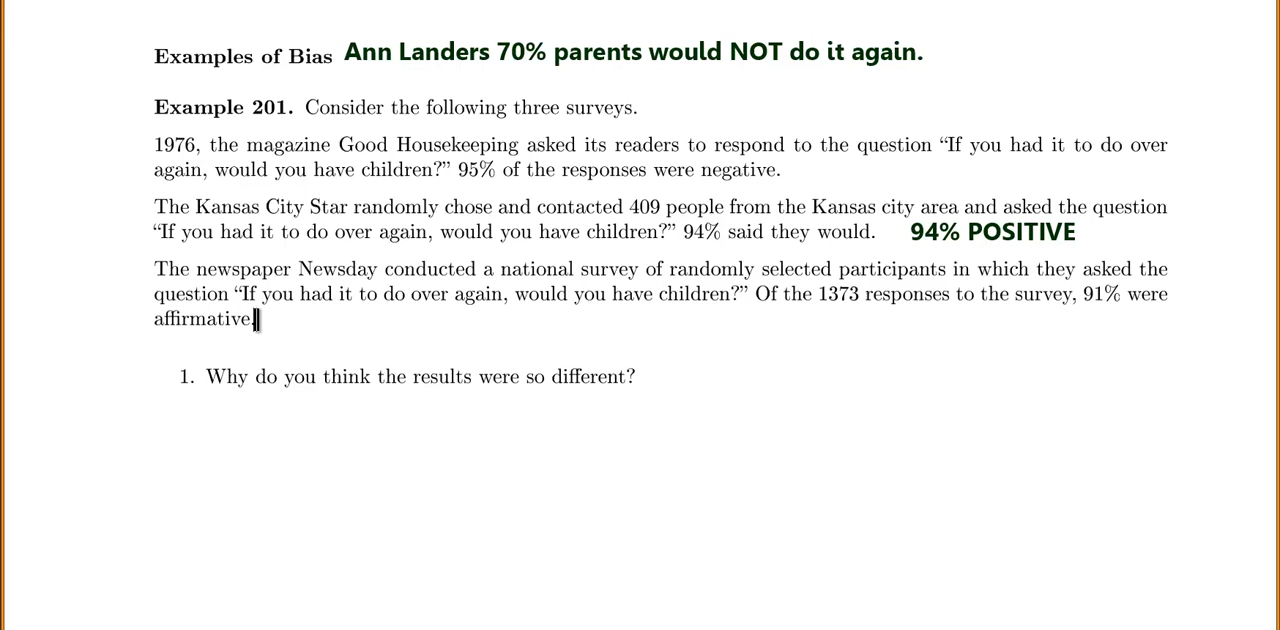 Examples of Bias Ann Landers 70% parents would NOT do it again.
Example 201. Consider the following three surveys.
1976, the magazine Good Housekeeping asked its readers to respond to the question “If you had it to do over
again, would you have children?” 95% of the responses were negative.
The Kansas City Star randomly chose and contacted 409 people from the Kansas city area and asked the question
“If you had it to do over again, would you have children?” 94% said they would. 94% POSITIVE
The newspaper Newsday conducted a national survey of randomly selected participants in which they asked the
question “If you had it to do over again, would you have children?” Of the 1373 responses to the survey, 91% were
affirmative.
1. Why do you think the results were so different?